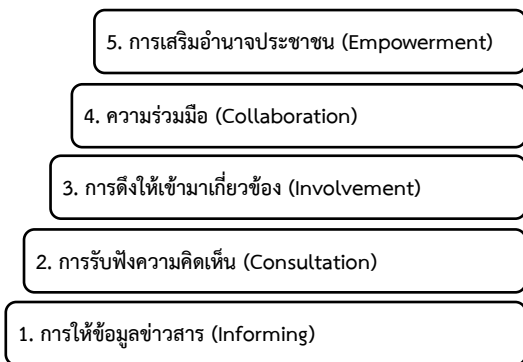 5. การเสริมอำนาจประชาชน (Empowerment)
4. ความร่วมมือ (Collaboration)
3. การดึงให้เข้ามาเกี่ยวข้อง (Involvement)
2. การรับฟังความคิดเห็น (Consultation)
1. การให้ข้อมูลข่าวสาร (Informing)